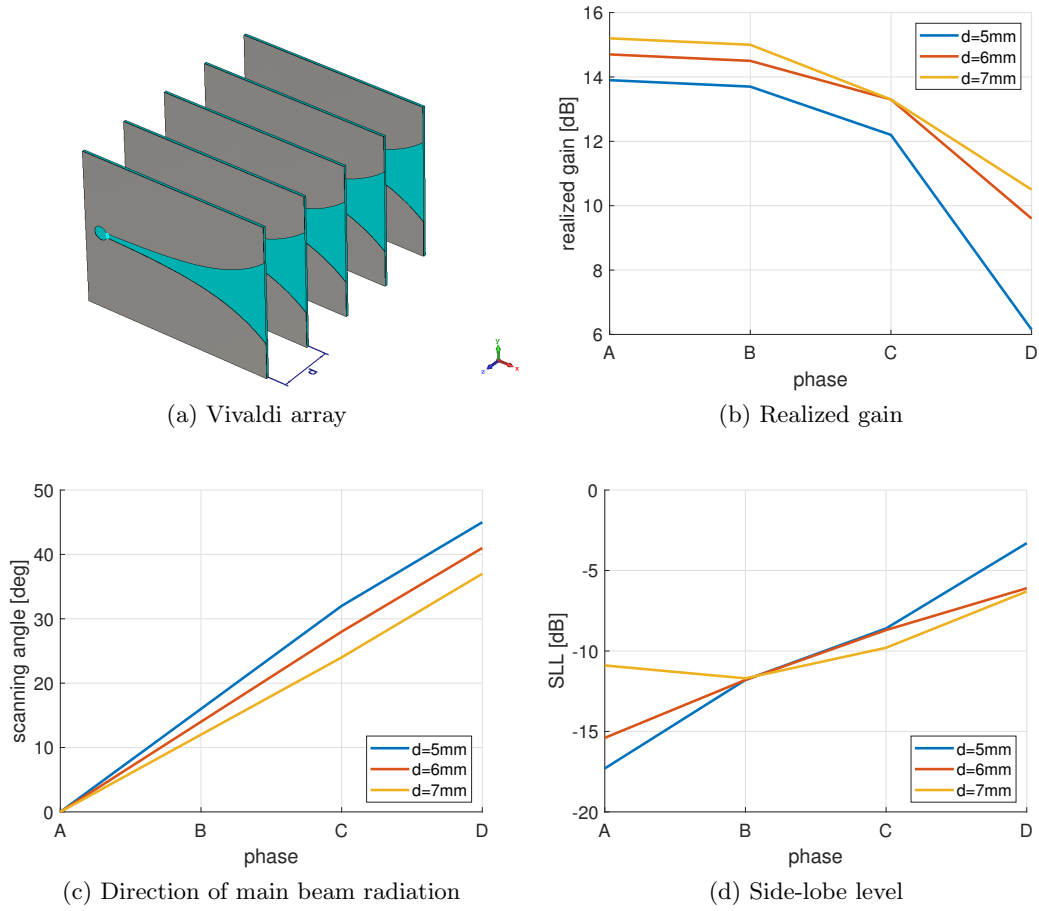 d
y
z
x
(a) Vivaldi array
16
14
12
10
8
6
realized gain [dB]
A
B
C
D
phase
d=5mm
d=6mm
d=7mm
(b) Realized gain
50
40
30
20
10
0
scanning angle [deg]
A
B
C
D
phase
d=5mm
d=6mm
d=7mm
(c) Direction of main beam radiation
0
-5
-10
-15
-20
SLL [dB]
A
B
C
D
phase
d=5mm
d=6mm
d=7mm
(d) Side-lobe level